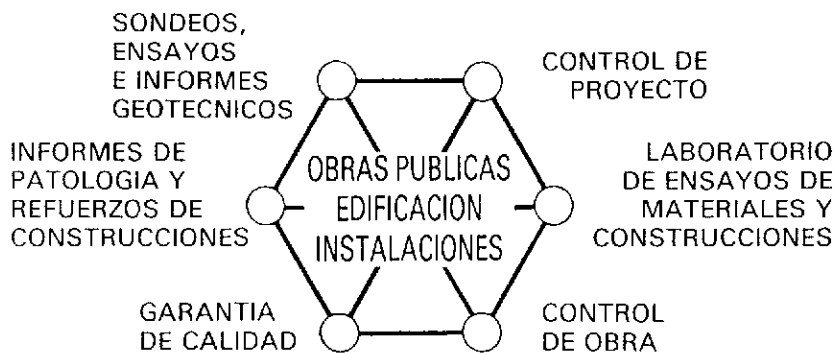 SONDEOS,
ENSAYOS
E INFORMES
GEOTECNICOS
CONTROL DE
PROYECTO
INFORMES DE
PATOLOGIA Y
REFUERZOS DE
CONSTRUCCIONES
OBRAS PUBLICAS
EDIFICACION
INSTALACIONES
LABORATORIO
DE ENSAYOS DE
MATERIALES Y
CONSTRUCCIONES
GARANTIA
DE CALIDAD
CONTROL
DE OBRA